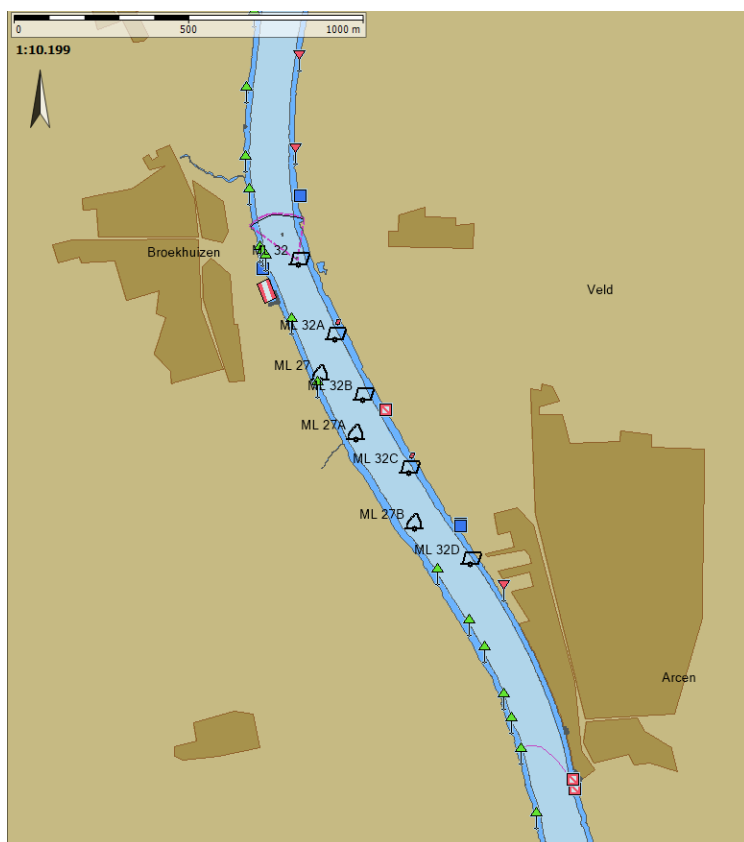 0 500 1000 m
1:10.199
Broekhuizen
ML 32
Veld
ML 32A
ML 27
ML 32B
ML 27A
ML 32C
ML 27B
ML 32D
Arcen